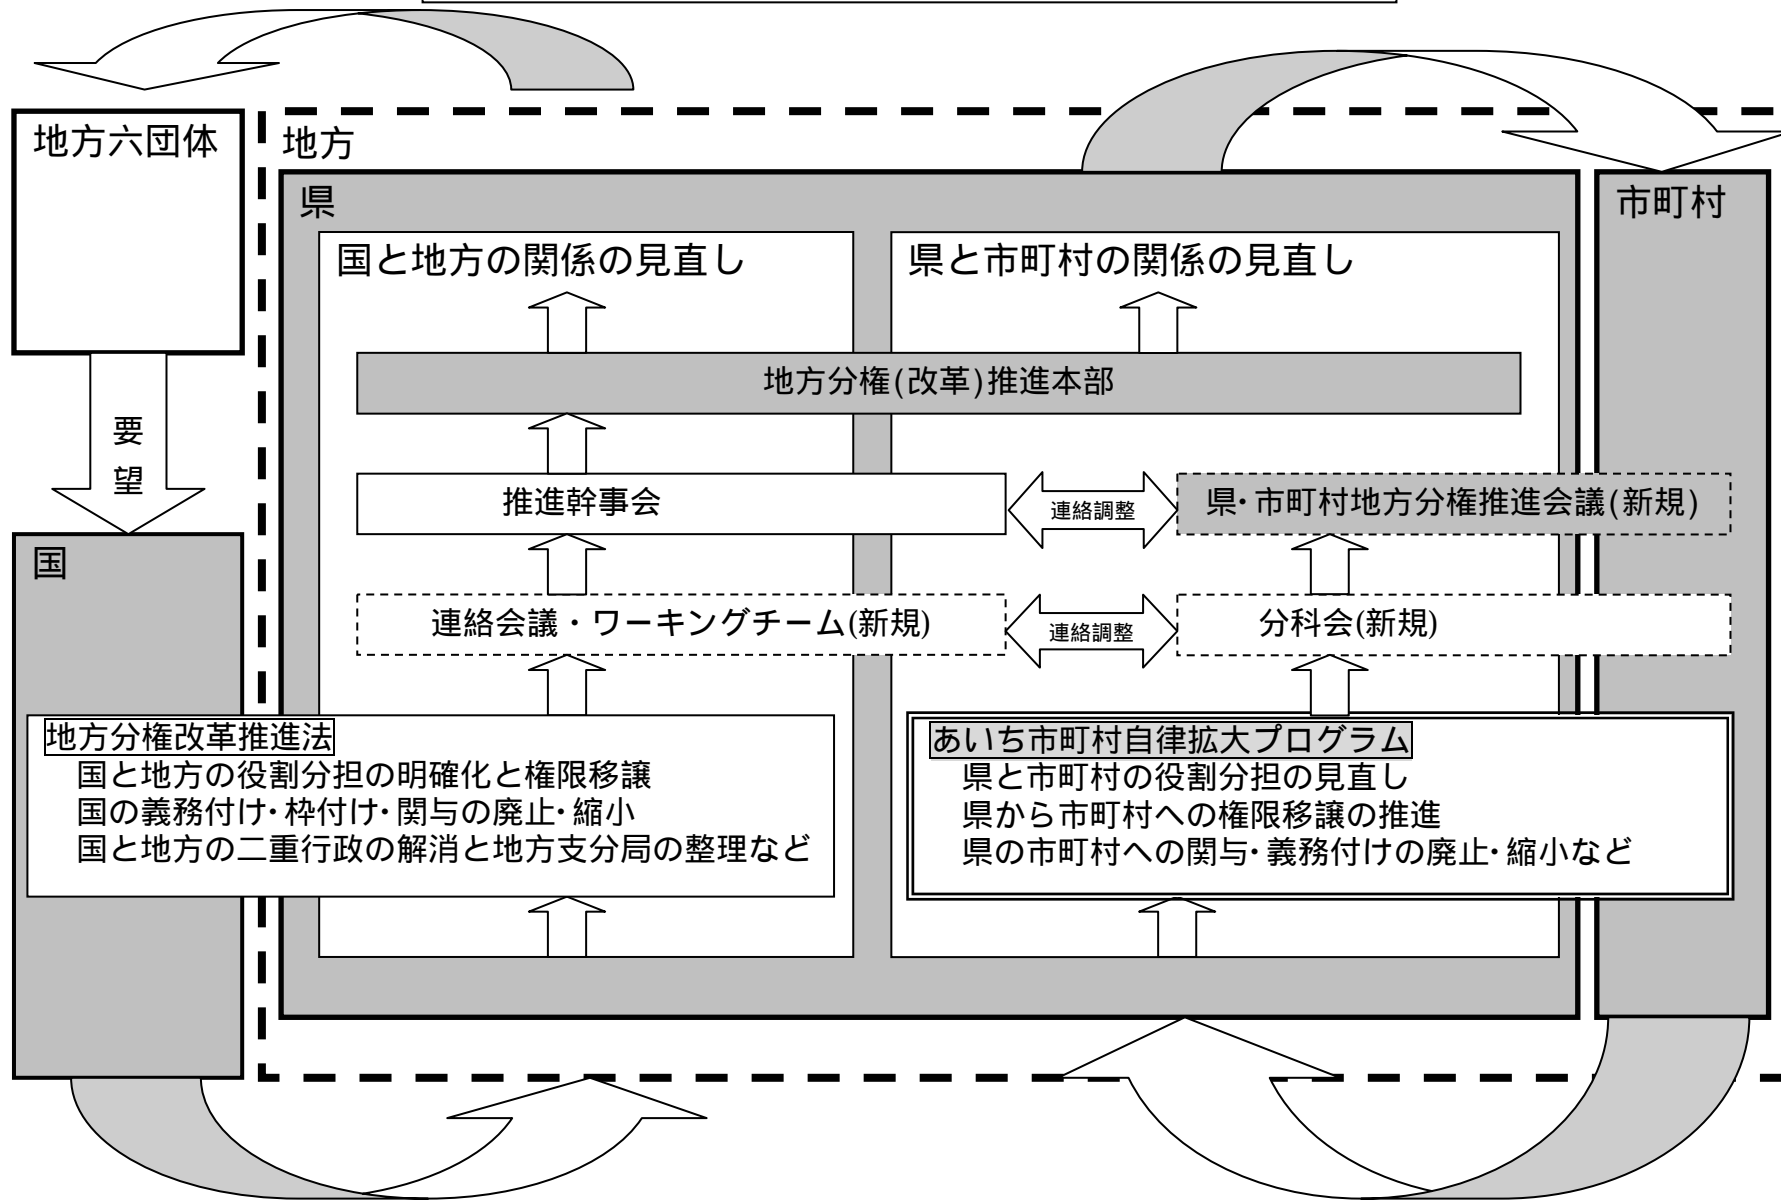 地方六団体
地方
県
市町村
国と地方の関係の見直し
県と市町村の関係の見直し
地方分権(改革)推進本部
要
望
推進幹事会
連絡調整
県・市町村地方分権推進会議(新規)
国
連絡会議・ワーキングチーム(新規)
連絡調整
分科会(新規)
地方分権改革推進法
国と地方の役割分担の明確化と権限移譲
国の義務付け・枠付け・関与の廃止・縮小
国と地方の二重行政の解消と地方支分局の整理など
あいち市町村自律拡大プログラム
県と市町村の役割分担の見直し
県から市町村への権限移譲の推進
県の市町村への関与・義務付けの廃止・縮小など